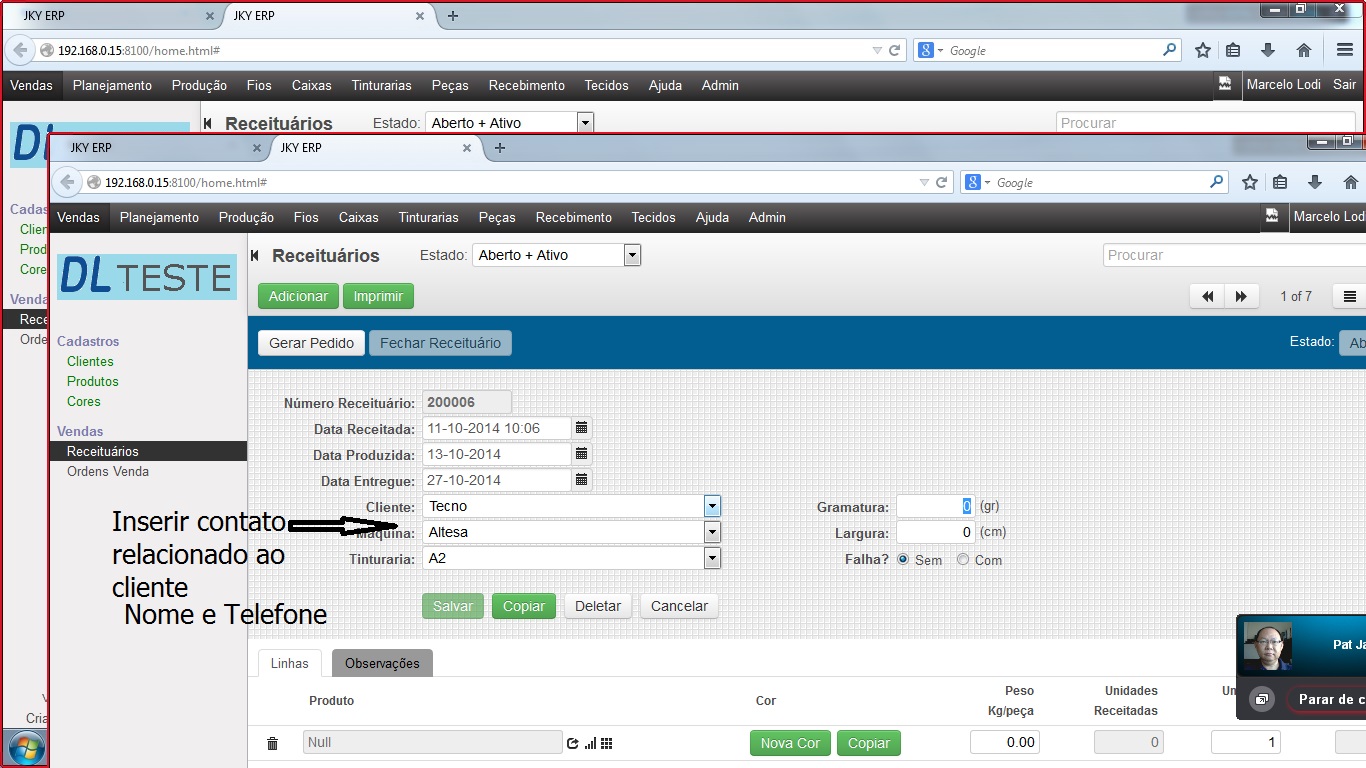 JKY ERP
JKY ERP
192.168.0.15:8100/home.html#
Google
Vendas Planejamento Produção Fios Caixas Tinturarias Peças Recebimento Tecidos Ajuda Admin
Marcelo Lodi Sair
Receituários Estado: Aberto + Ativo Procurar
JKY ERP
JKY ERP
192.168.0.15:8100/home.html#
Google
Vendas Planejamento Produção Fios Caixas Tinturarias Peças Recebimento Tecidos Ajuda Admin
Marcelo Lod
DL TESTE
Receituários Estado: Aberto + Ativo Procurar
Adicionar Imprimir 1 of 7
Gerar Pedido Fechar Receituário Estado: Ab
Cadastros
Clientes
Produtos
Cores
Vendas
Receituários
Ordens Venda
Número Receituário: 200006
Data Receitada: 11-10-2014 10:06
Data Produzida: 13-10-2014
Data Entregue: 27-10-2014
Cliente: Tecno Gramatura: 0 (gr)
Máquina: Altesa Largura: 0 (cm)
Tinturaria: A2 Falha? Sem Com
Inserir contato
relacionado ao
cliente
Nome e Telefone
Salvar Copiar Deletar Cancelar
Linhas Observações
Produto Cor Peso Kg/peça Unidades Receitadas Un
Null Nova Cor Copiar 0.00 0 1
Pat Ja
Parar de c
DL
Cadas
Clien
Prod
Core
Venda
Rece
Orde
Cria